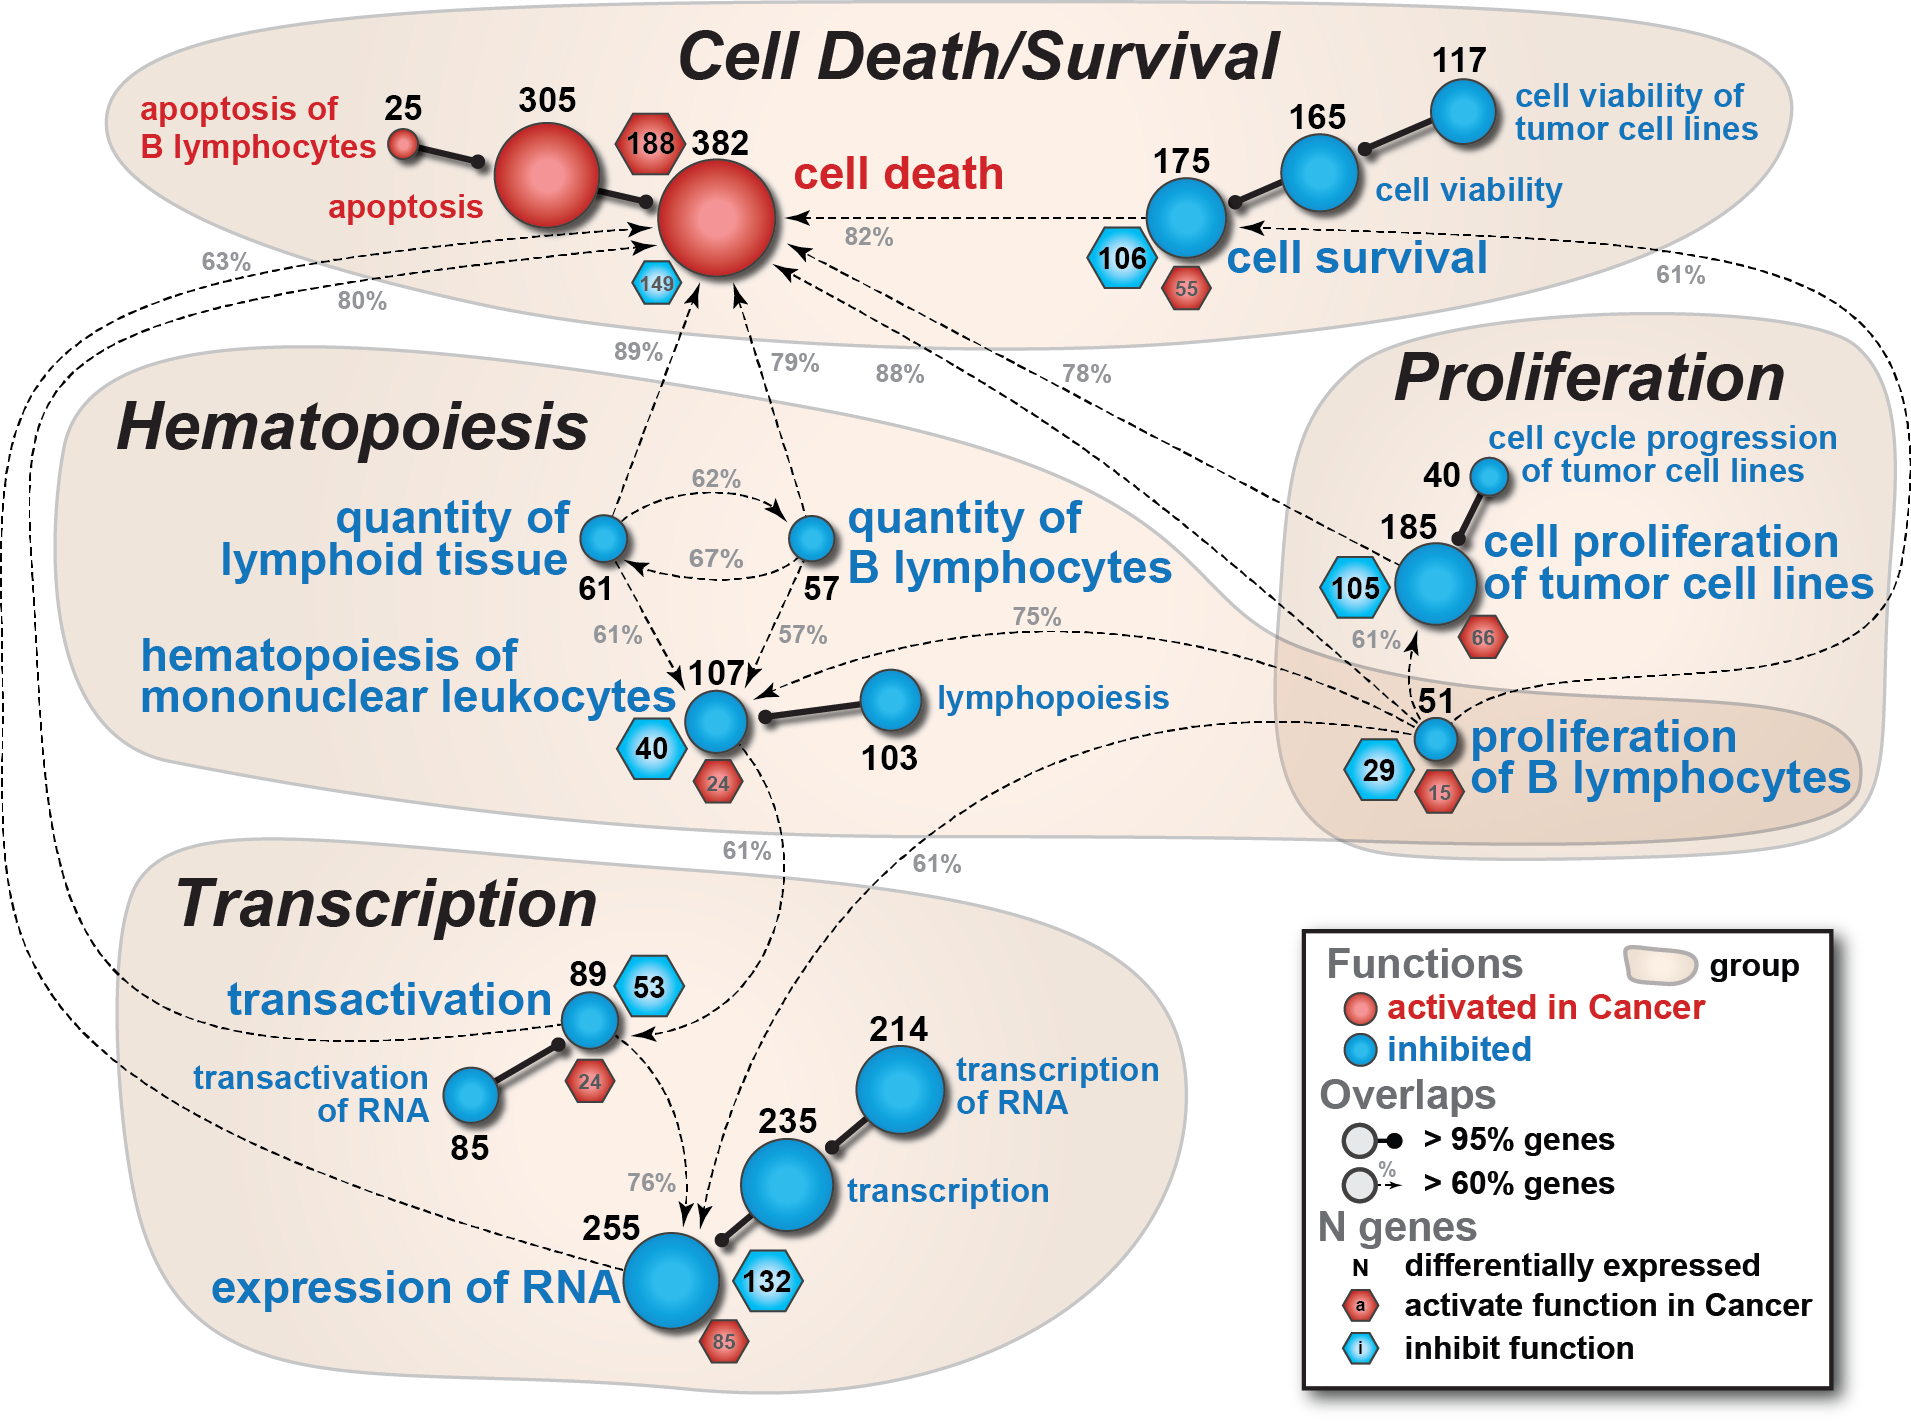 Cell Death/Survival
117
cell viability of
tumor cell lines
165
cell viability
175
cell survival
106
55
25
apoptosis of
B lymphocytes
305
apoptosis
188
382
cell death
149
82%
63%
80%
89%
79%
88%
78%
61%
Hematopoiesis
quantity of
lymphoid tissue
61
62%
67%
quantity of
B lymphocytes
57
61%
57%
75%
hematopoiesis of
mononuclear leukocytes
107
40
24
lymphopoiesis
103
Proliferation
cell cycle progression
of tumor cell lines
40
185
cell proliferation
of tumor cell lines
105
66
61%
51
proliferation
of B lymphocytes
29
15
61%
61%
Transcription
89
53
transactivation
24
transactivation
of RNA
85
214
transcription
of RNA
235
transcription
76%
255
expression of RNA
132
85
Functions
group
activated in Cancer
inhibited
Overlaps
> 95% genes
%
> 60% genes
N genes
N differentially expressed
a activate function in Cancer
i inhibit function